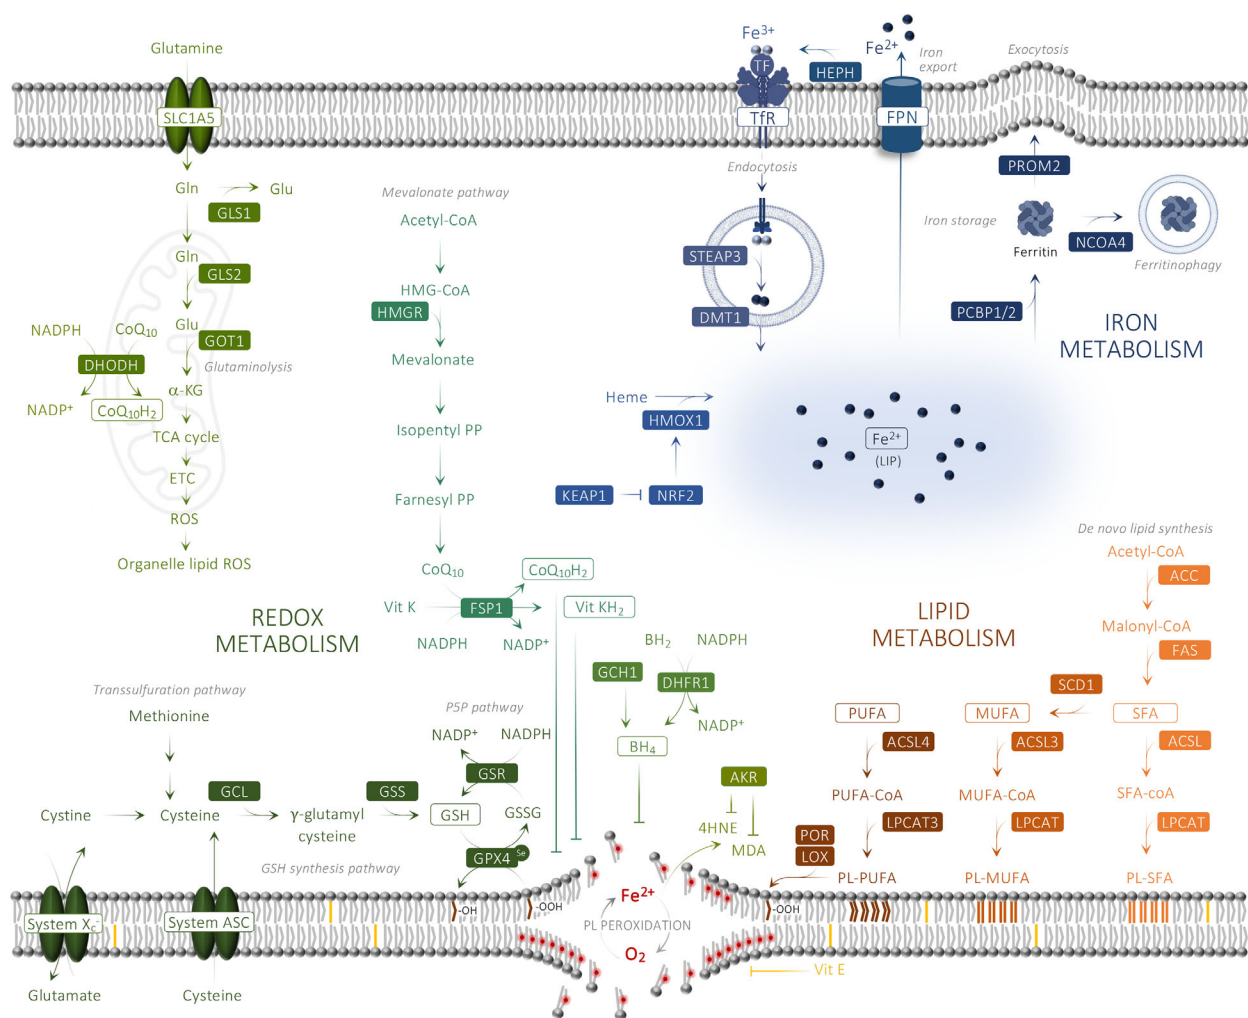 Glutamine
SLC1A5
Gln
Glu
GLS1
Gln
GLS2
Glu
GOT1
Glutaminolysis
NADPH
CoQ₁₀
DHODH
NADP⁺
CoQ₁₀H₂
α-KG
TCA cycle
ETC
ROS
Organelle lipid ROS
Mevalonate pathway
Acetyl-CoA
HMG-CoA
HMGR
Mevalonate
Isopentyl PP
Farnesyl PP
CoQ₁₀
CoQ₁₀H₂
Vit K
FSP1
Vit KH₂
NADPH
NADP⁺
REDOX
METABOLISM
Fe³⁺
TF
TfR
HEPH
Fe²⁺
Iron
export
FPN
Endocytosis
STEAP3
DMT1
Exocytosis
PROM2
Iron storage
Ferritin
NCOA4
Ferritinophagy
PCBP1/2
IRON
METABOLISM
Heme
HMOX1
KEAP1
NRF2
Fe²⁺
(LIP)
De novo lipid synthesis
Acetyl-CoA
ACC
Malonyl-CoA
FAS
LIPID
METABOLISM
SCD1
PUFA
MUFA
SFA
ACSL4
ACSL3
ACSL
PUFA-CoA
MUFA-CoA
SFA-coA
LPCAT3
LPCAT
LPCAT
POR
LOX
PL-PUFA
PL-MUFA
PL-SFA
BH₂
NADPH
GCH1
DHFR1
NADP⁺
BH₄
AKR
4HNE
MDA
Transsulfuration pathway
Methionine
P5P pathway
NADP⁺
NADPH
GSR
GCL
GSS
Cystine
Cysteine
γ-glutamyl
cysteine
GSH
GSSG
GPX4
Se
GSH synthesis pathway
System X꜀⁻
System ASC
Glutamate
Cysteine
-OH
-OOH
Fe²⁺
PL PEROXIDATION
O₂
-OOH
Vit E